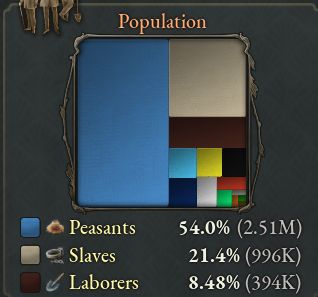 Population
Peasants 54.0% (2.51M)
Slaves 21.4% (996K)
Laborers 8.48% (394K)